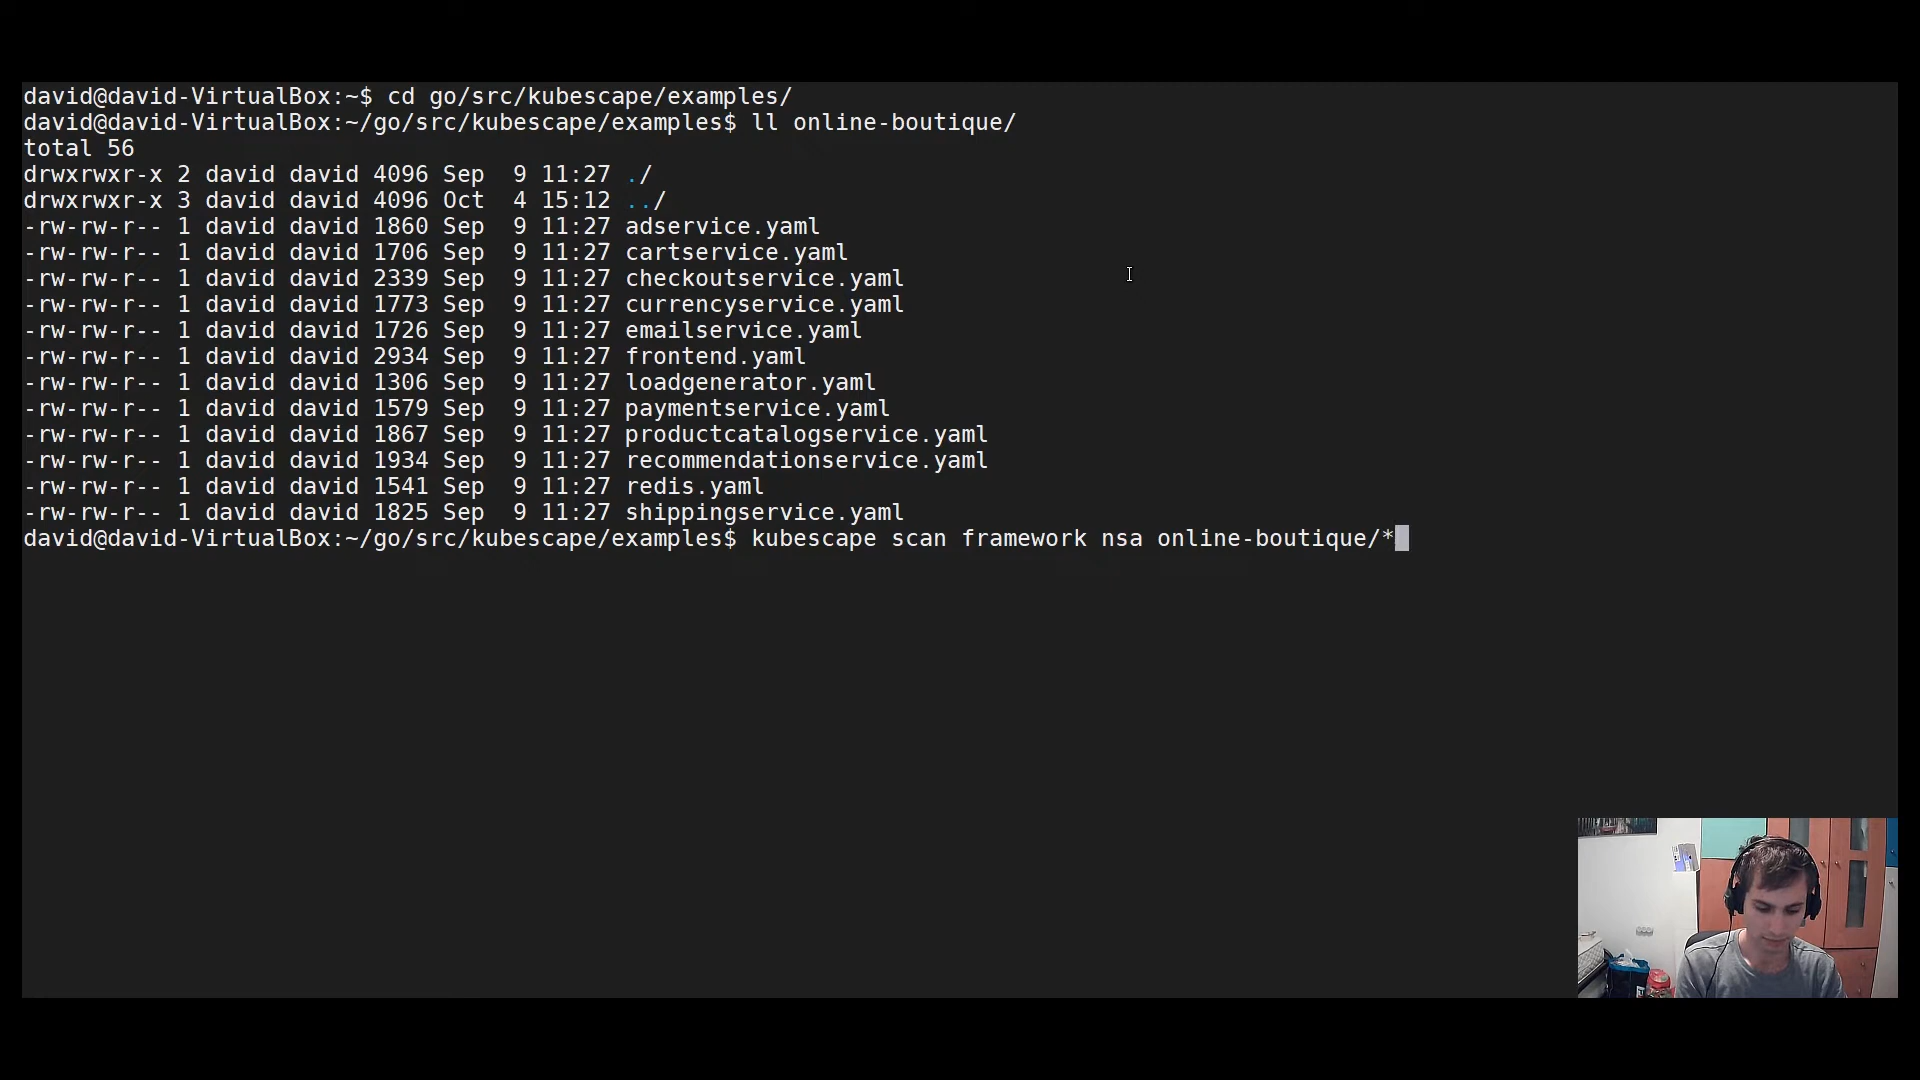 david@david-VirtualBox:~$ cd go/src/kubescape/examples/
david@david-VirtualBox:~/go/src/kubescape/examples$ ll online-boutique/
total 56
drwxrwxr-x 2 david david 4096 Sep  9 11:27 ./
drwxrwxr-x 3 david david 4096 Oct  4 15:12 ../
-rw-rw-r-- 1 david david 1860 Sep  9 11:27 adservice.yaml
-rw-rw-r-- 1 david david 1706 Sep  9 11:27 cartservice.yaml
-rw-rw-r-- 1 david david 2339 Sep  9 11:27 checkoutservice.yaml
-rw-rw-r-- 1 david david 1773 Sep  9 11:27 currencyservice.yaml
-rw-rw-r-- 1 david david 1726 Sep  9 11:27 emailservice.yaml
-rw-rw-r-- 1 david david 2934 Sep  9 11:27 frontend.yaml
-rw-rw-r-- 1 david david 1306 Sep  9 11:27 loadgenerator.yaml
-rw-rw-r-- 1 david david 1579 Sep  9 11:27 paymentservice.yaml
-rw-rw-r-- 1 david david 1867 Sep  9 11:27 productcatalogservice.yaml
-rw-rw-r-- 1 david david 1934 Sep  9 11:27 recommendationservice.yaml
-rw-rw-r-- 1 david david 1541 Sep  9 11:27 redis.yaml
-rw-rw-r-- 1 david david 1825 Sep  9 11:27 shippingservice.yaml
david@david-VirtualBox:~/go/src/kubescape/examples$ kubescape scan framework nsa online-boutique/*